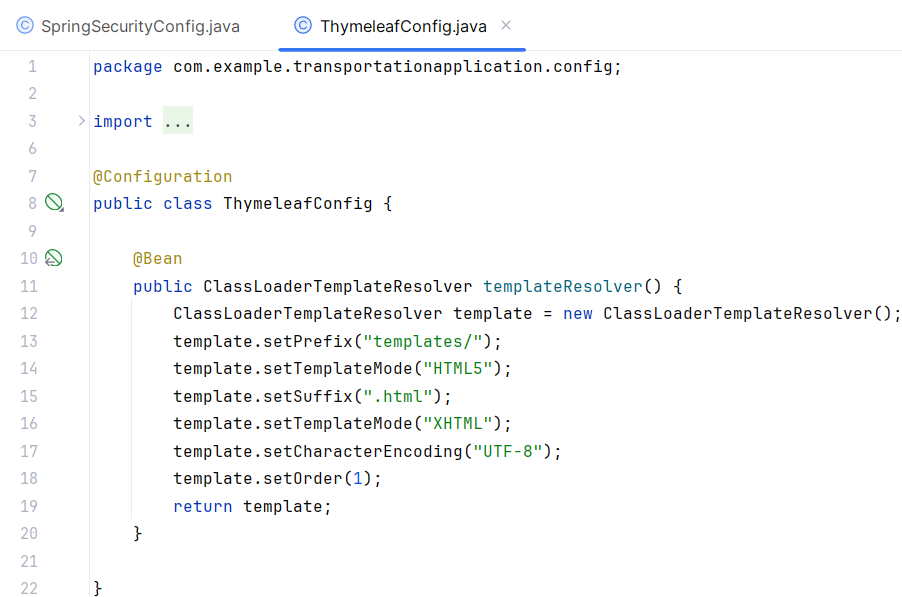 SpringSecurityConfig.java ThymeleafConfig.java
1 package com.example.transportationapplication.config;
2
3 import ...
6
7 @Configuration
8 public class ThymeleafConfig {
9
10 @Bean
11 public ClassLoaderTemplateResolver templateResolver() {
12 ClassLoaderTemplateResolver template = new ClassLoaderTemplateResolver();
13 template.setPrefix("templates/");
14 template.setTemplateMode("HTML5");
15 template.setSuffix(".html");
16 template.setTemplateMode("XHTML");
17 template.setCharacterEncoding("UTF-8");
18 template.setOrder(1);
19 return template;
20 }
21
22 }